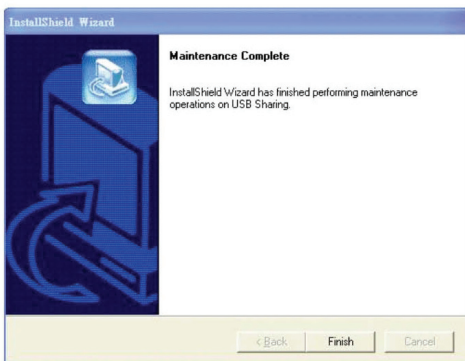 InstallShield Wizard
Maintenance Complete
InstallShield Wizard has finished performing maintenance
operations on USB Sharing.
< Back
Finish
Cancel